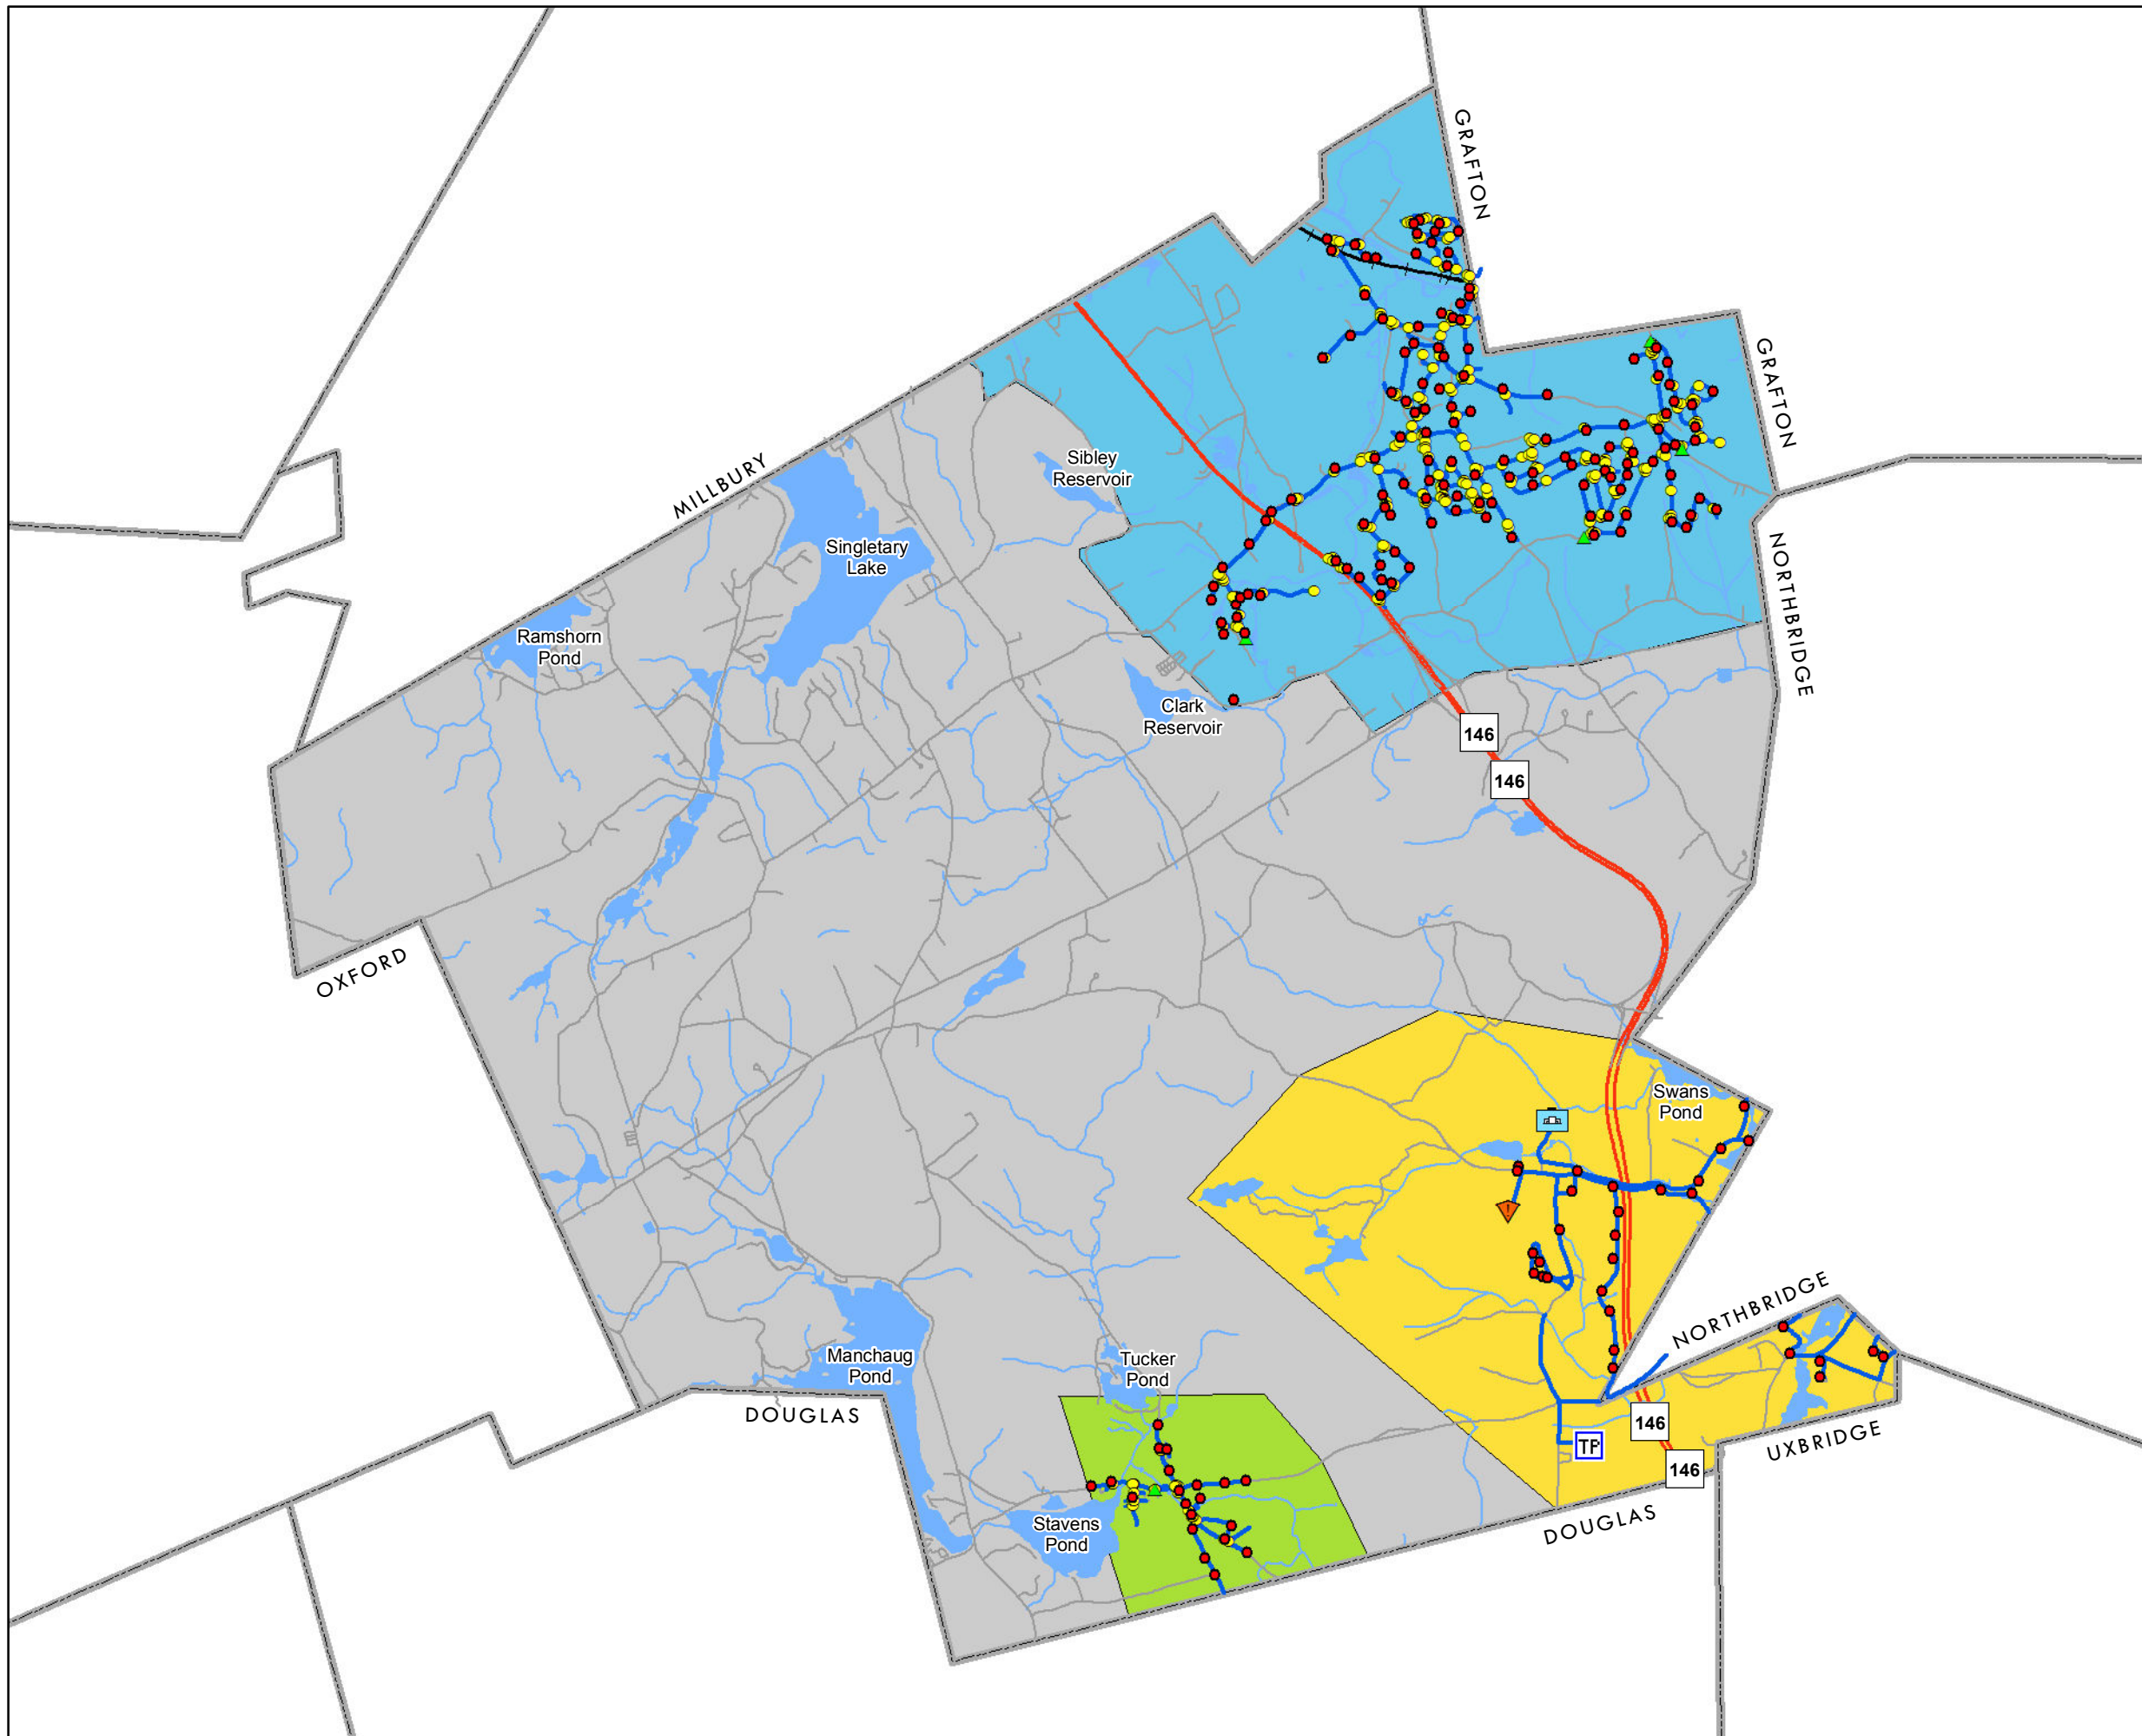 GRAFTON
GRAFTON
MILLBURY
Sibley
Reservoir
Singletary
Lake
NORTHBRIDGE
Ramshorn
Pond
Clark
Reservoir
146
146
OXFORD
Swans
Pond
NORTHBRIDGE
Manchaug
Pond
Tucker
Pond
DOUGLAS
146
TP
UXBRIDGE
146
Stavens
Pond
DOUGLAS